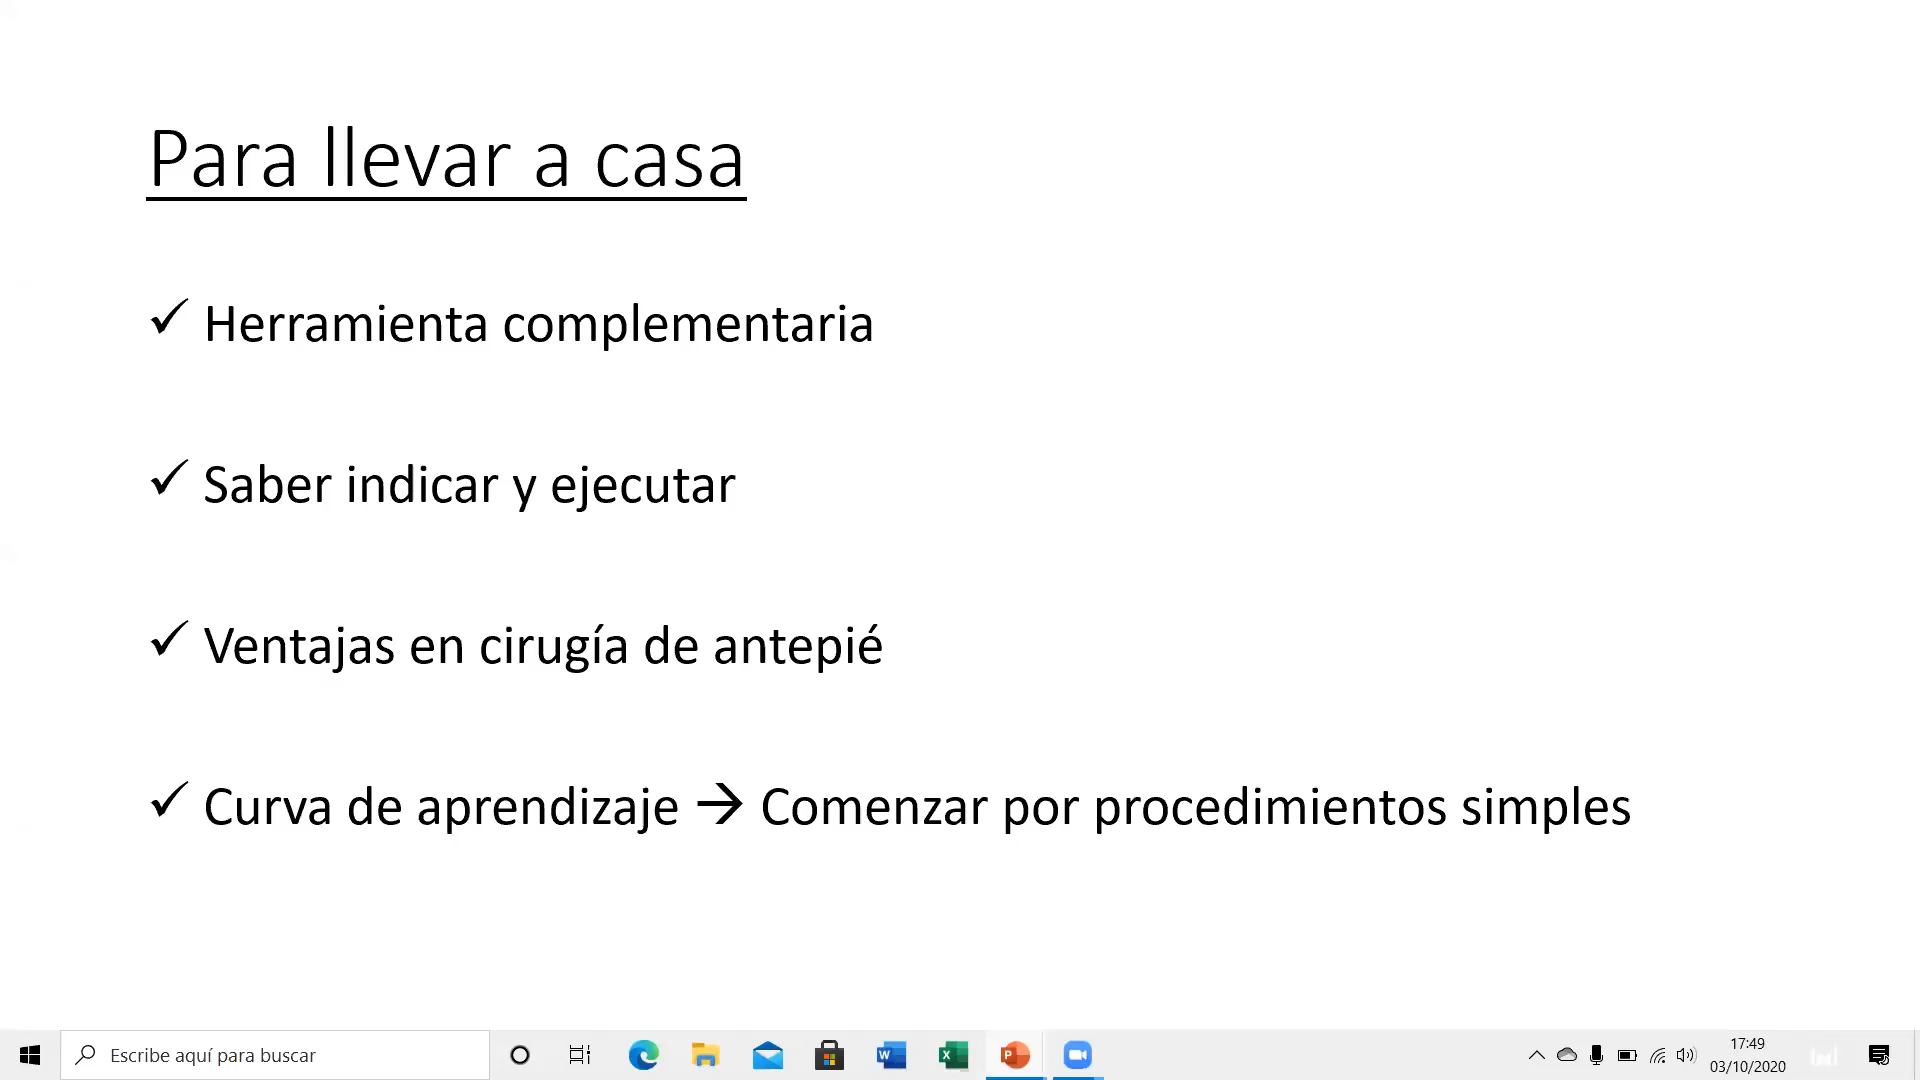 Para llevar a casa
✓ Herramienta complementaria
✓ Saber indicar y ejecutar
✓ Ventajas en cirugía de antepié
✓ Curva de aprendizaje → Comenzar por procedimientos simples
Escribe aquí para buscar
17:49
03/10/2020